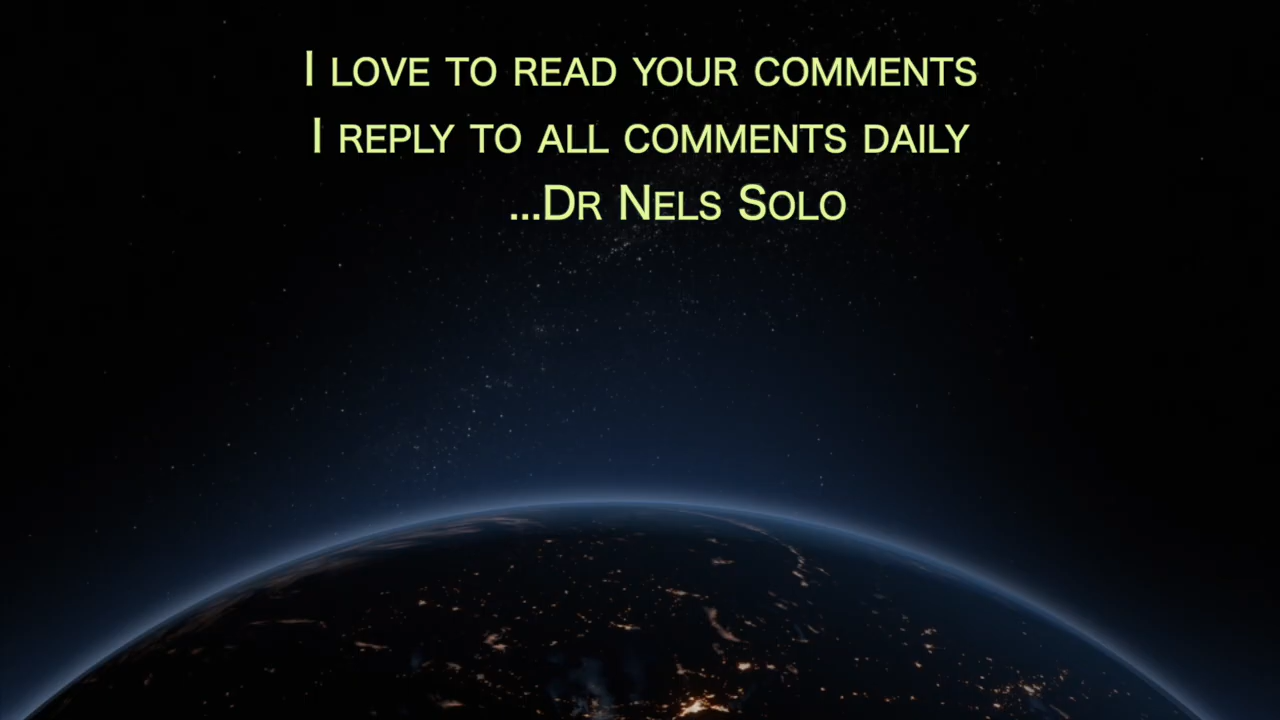 I LOVE TO READ YOUR COMMENTS
I REPLY TO ALL COMMENTS DAILY
...DR NELS SOLO